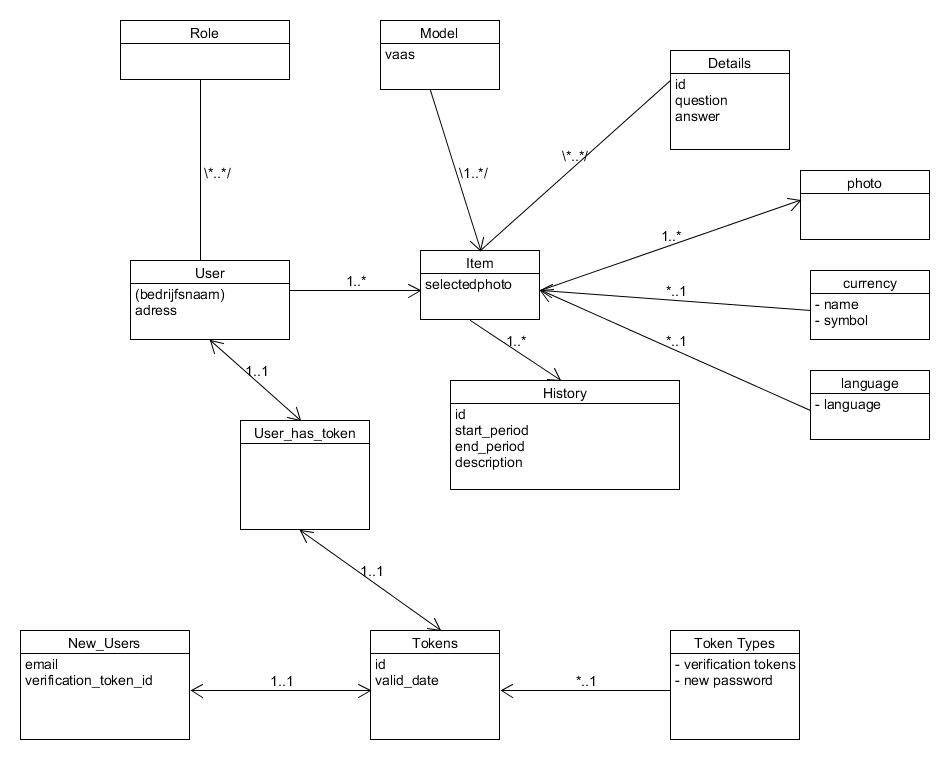 Role
Model
vaas
Details
id
question
answer
\*..*/
\1..*/
\*..*/
photo
1..*
User
(bedrijfsnaam)
adress
1..*
Item
selectedphoto
currency
- name
- symbol
*..1
*..1
language
- language
1..*
History
id
start_period
end_period
description
1..1
User_has_token
1..1
New_Users
email
verification_token_id
1..1
Tokens
id
valid_date
*..1
Token Types
- verification tokens
- new password